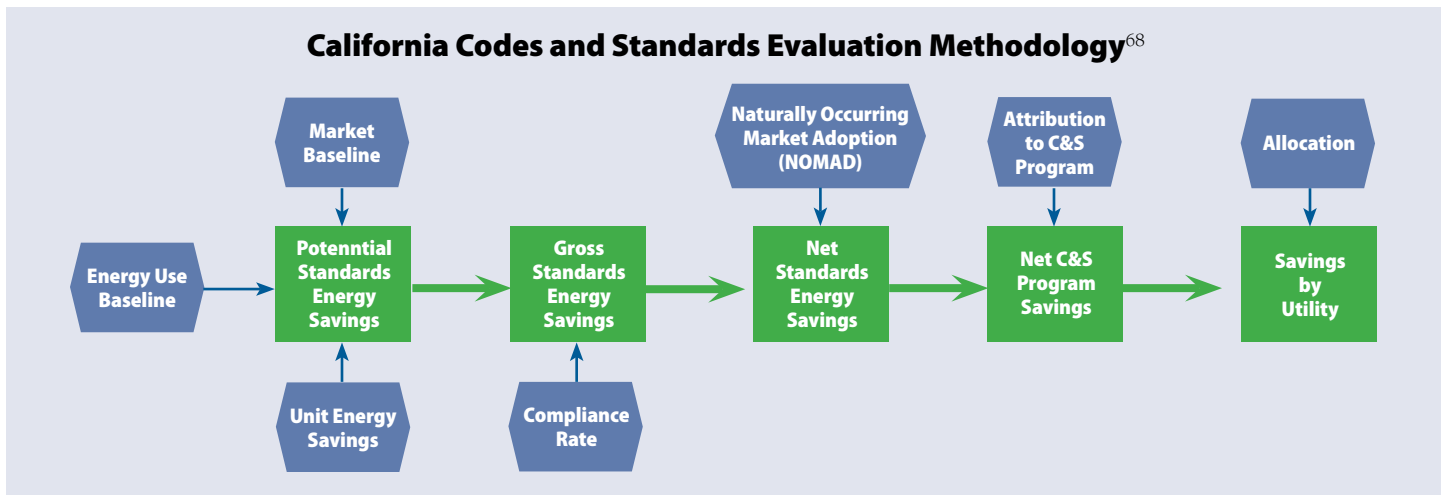 California Codes and Standards Evaluation Methodology68
Market
Baseline
Naturally Occurring
Market Adoption
(NOMAD)
Attribution
to C&S
Program
Allocation
Energy Use
Baseline
Potenntial
Standards
Energy
Savings
Gross
Standards
Energy
Savings
Net
Standards
Energy
Savings
Net C&S
Program
Savings
Savings
by
Utility
Unit Energy
Savings
Compliance
Rate